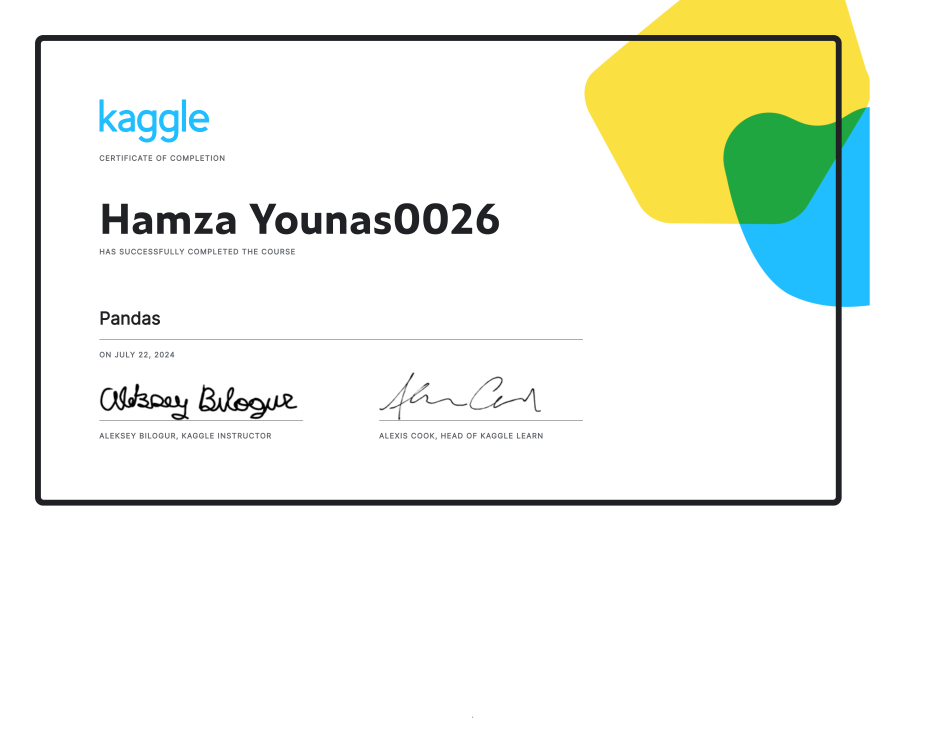 kaggle
CERTIFICATE OF COMPLETION
Hamza Younas0026
HAS SUCCESSFULLY COMPLETED THE COURSE
Pandas
ON JULY 22, 2024
Aleksey Bilogur
ALEKSEY BILOGUR, KAGGLE INSTRUCTOR
ALEXIS COOK, HEAD OF KAGGLE LEARN